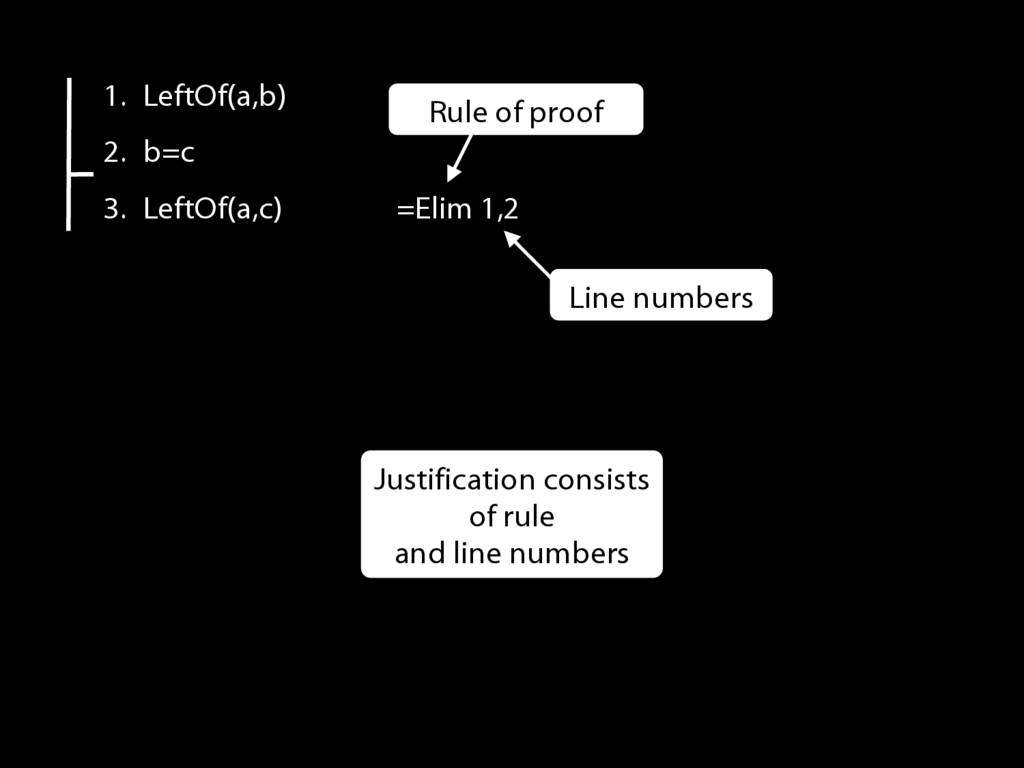 1. LeftOf(a,b)
Rule of proof
2. b=c
3. LeftOf(a,c) =Elim 1,2
Line numbers
Justification consists
of rule
and line numbers